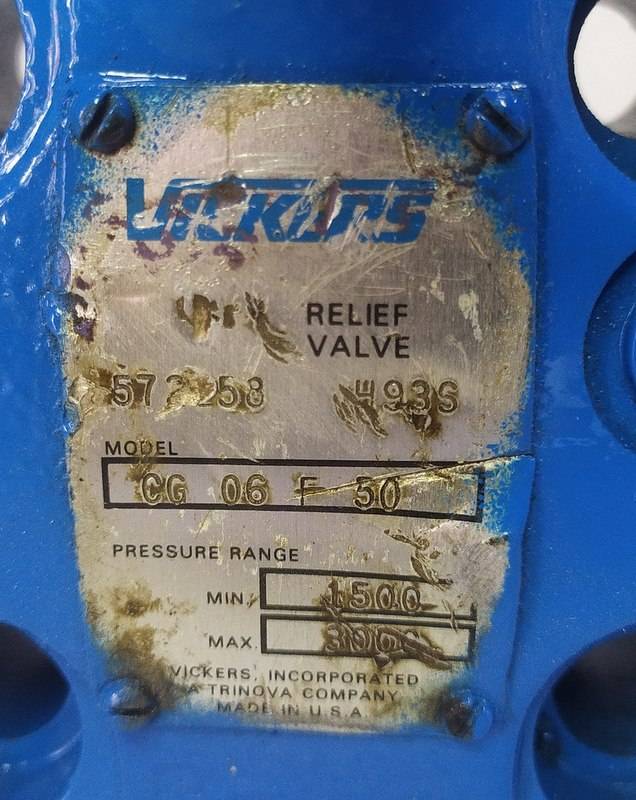 VICKERS
RELIEF
VALVE
MODEL
CG 06 F 50
PRESSURE RANGE
MIN. 1500
MAX.
VICKERS, INCORPORATED
A TRINOVA COMPANY
MADE IN U.S.A.